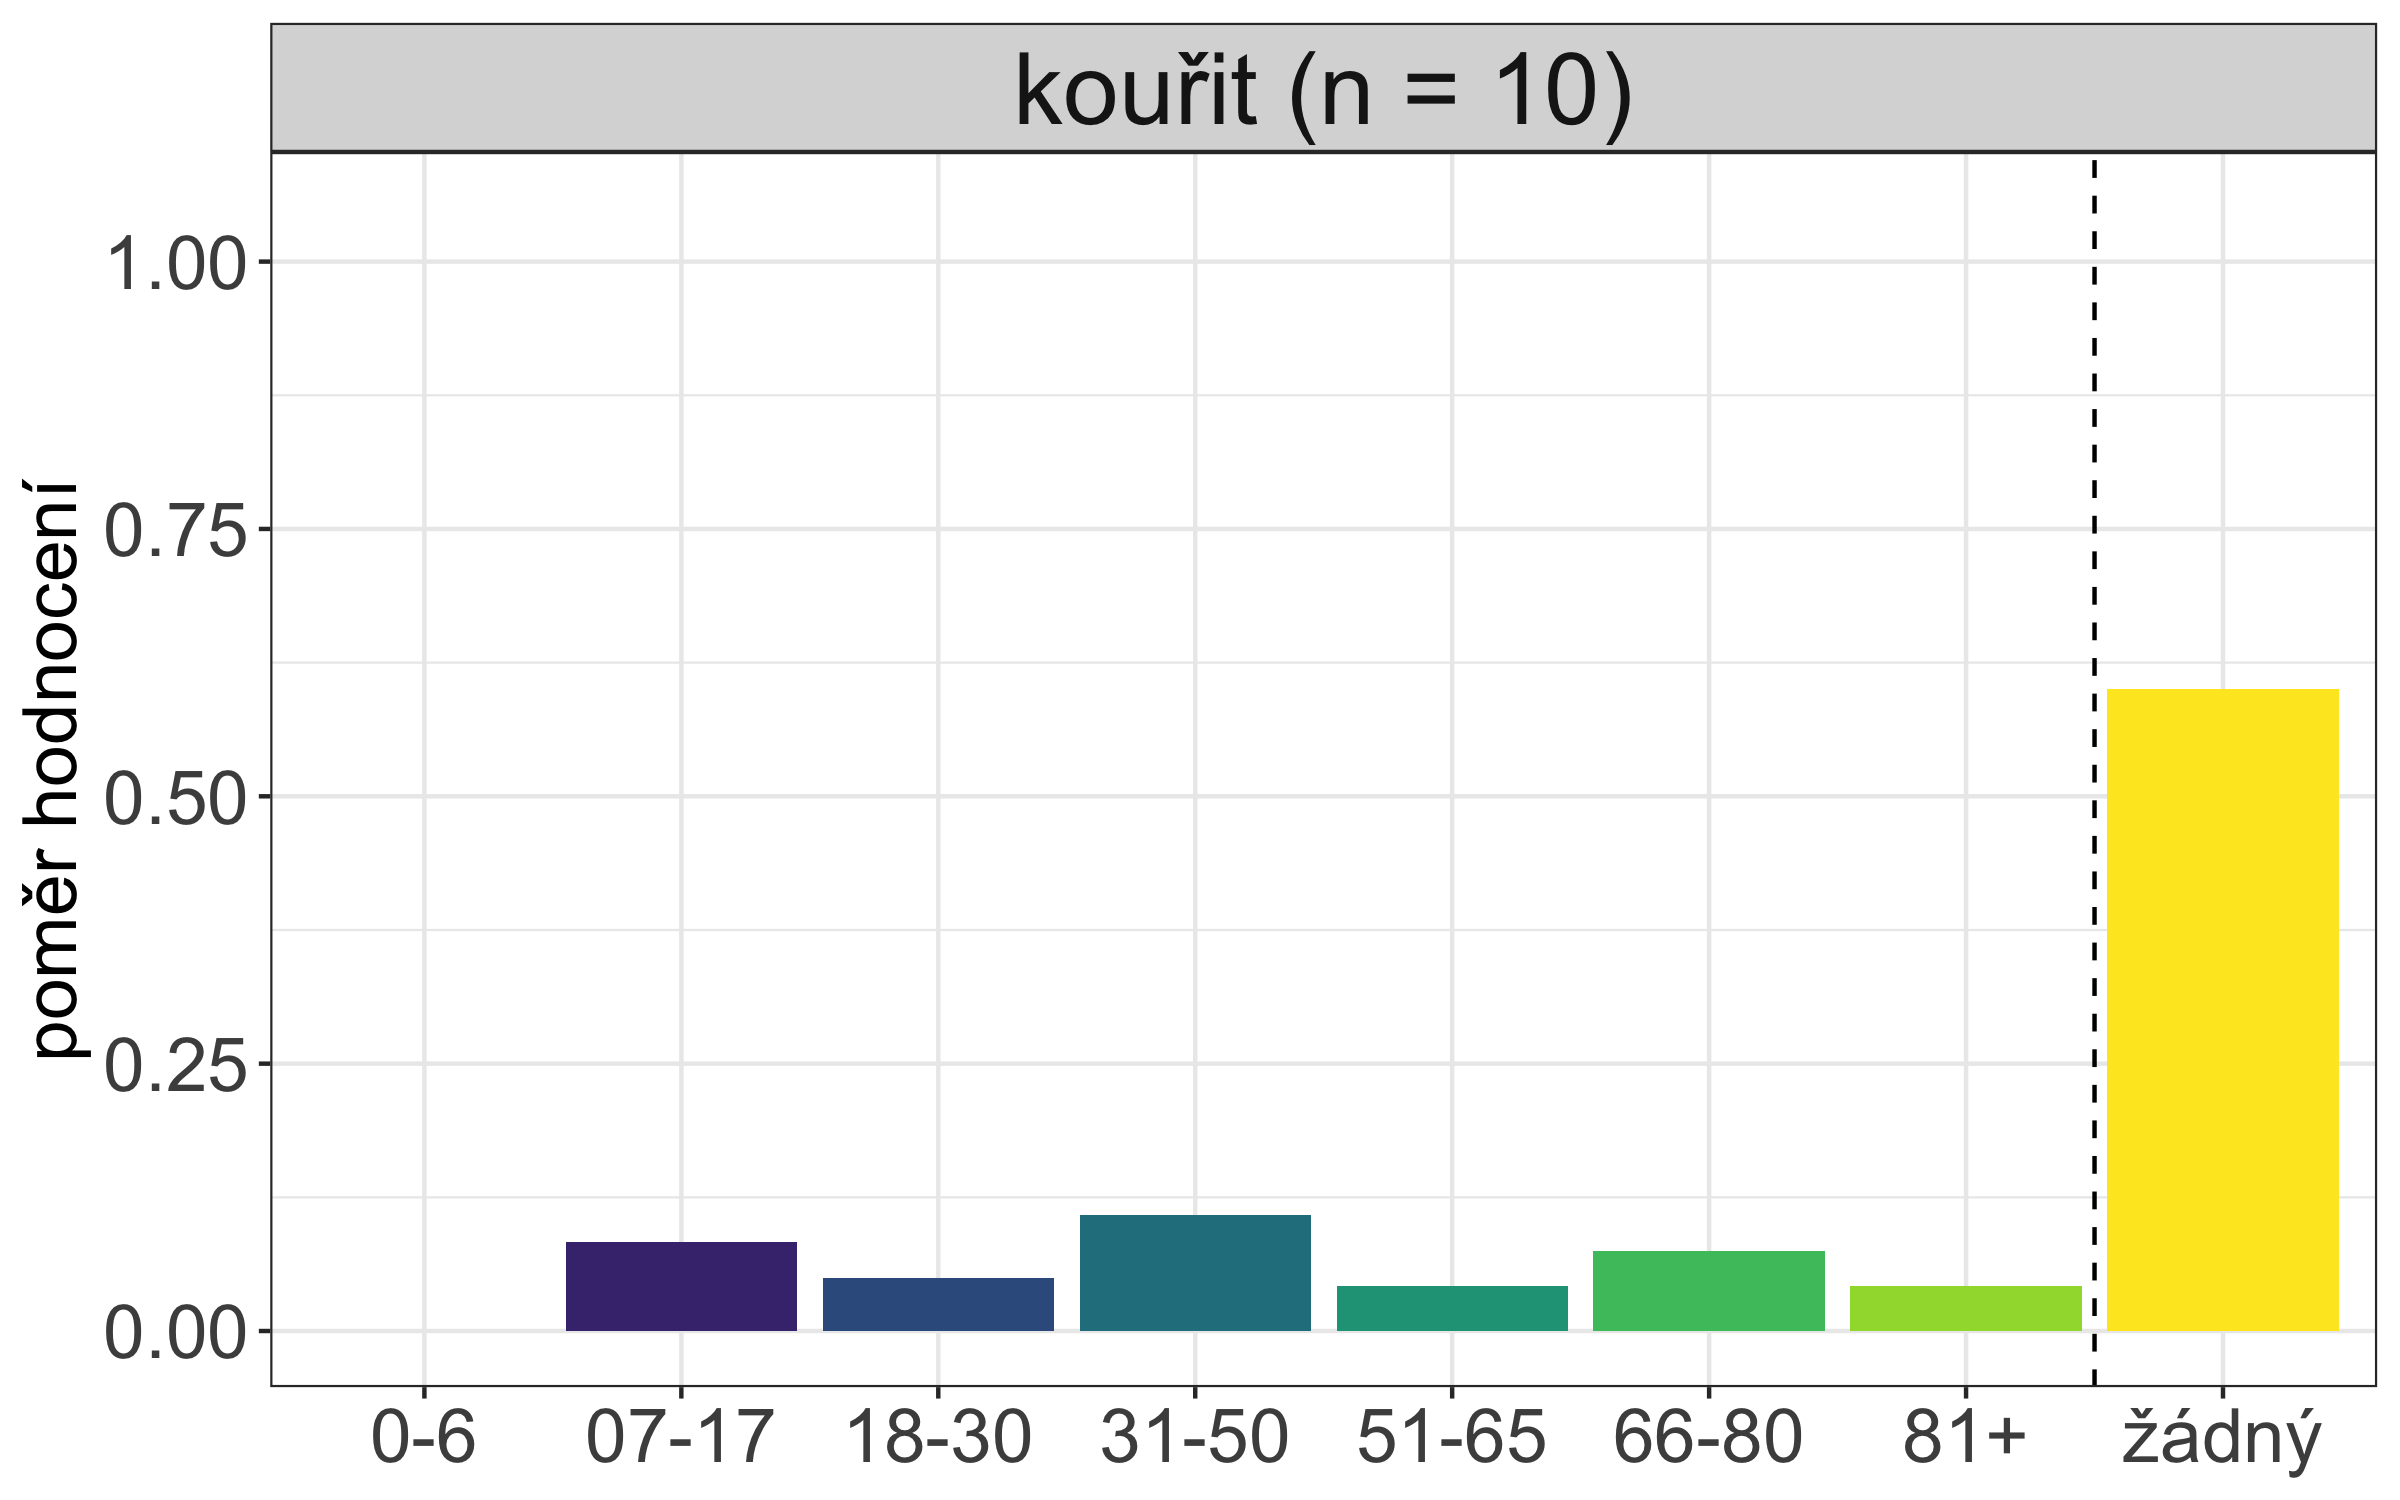 kouřit (n = 10)
poměr hodnocení
1.00
0.75
0.50
0.25
0.00
0-6 07-17 18-30 31-50 51-65 66-80 81+ žádný